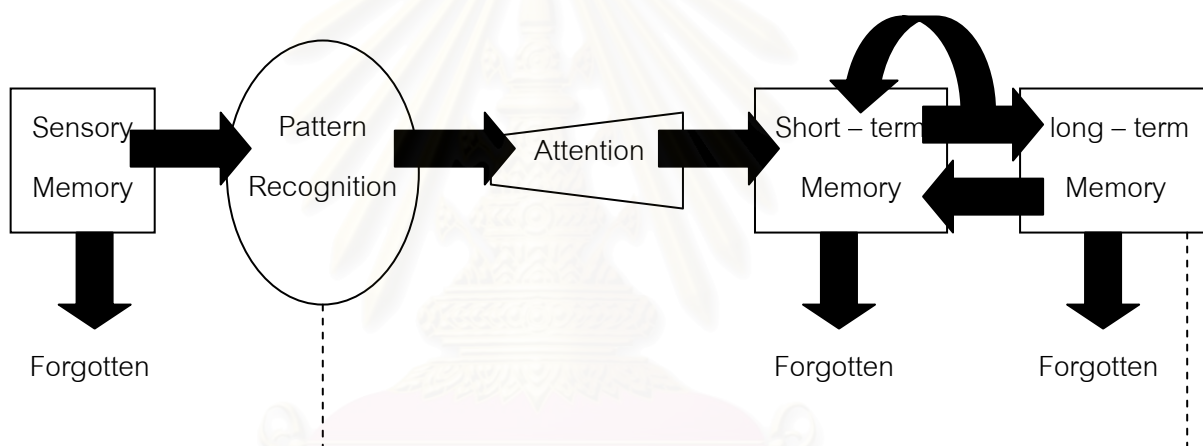 Sensory
Memory
Pattern
Recognition
Attention
Short – term
Memory
long – term
Memory
Forgotten
Forgotten
Forgotten